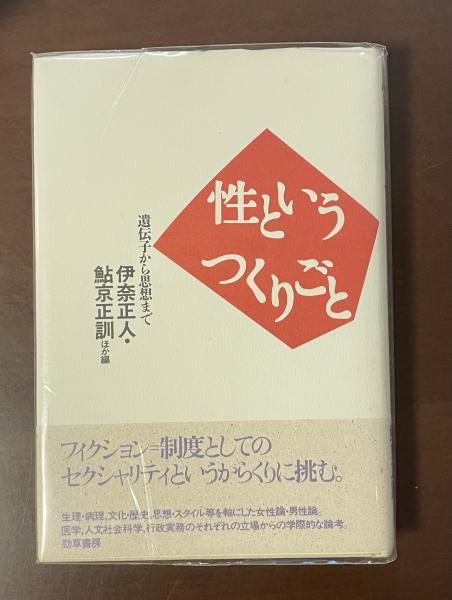 性という
つくりごと
遺伝子から思想まで
伊奈正人・
鮎京正訓ほか編
フィクション=制度としての
セクシャリティというからくりに挑む。
生理・病理,文化・歴史,思想・スタイル等を軸にした女性論・男性論。
医学,人文社会科学,行政実務のそれぞれの立場からの学際的な論考。
勁草書房